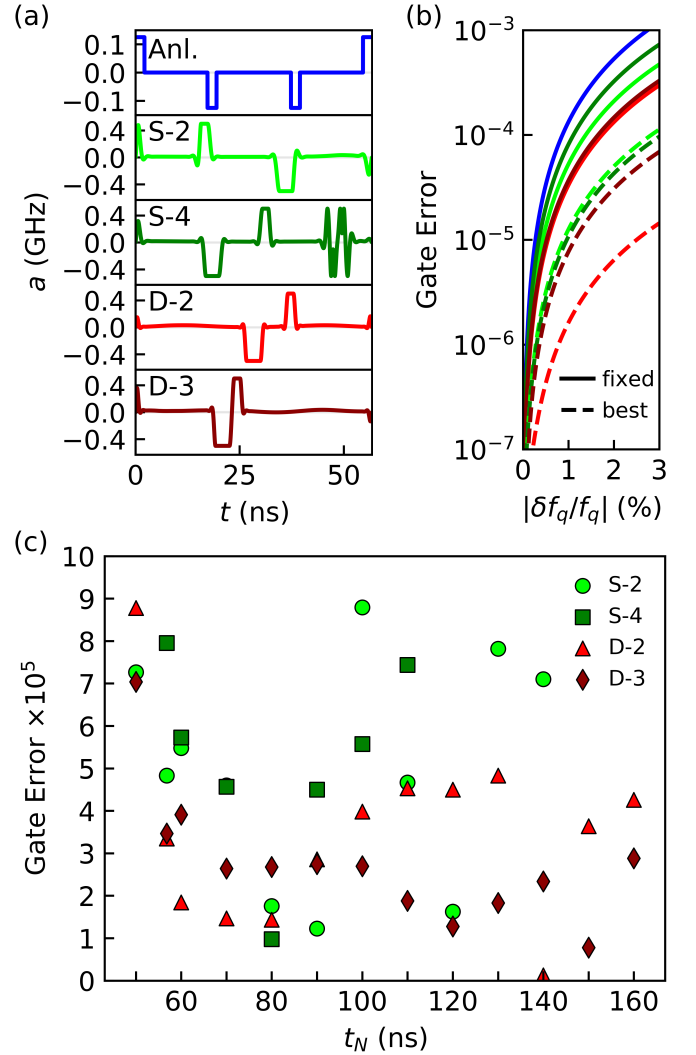 (a)
Anl.
0.1
0.0
−0.1
S-2
0.4
0.0
−0.4
S-4
0.4
0.0
−0.4
D-2
0.4
0.0
−0.4
D-3
0.4
0.0
−0.4
a (GHz)
0 25 50
t (ns)
(b)
10⁻³
10⁻⁴
10⁻⁵
10⁻⁶
10⁻⁷
Gate Error
fixed
best
0 1 2 3
|δf_q/f_q| (%)
(c)
10
9
8
7
6
5
4
3
2
1
0
Gate Error ×10⁵
S-2
S-4
D-2
D-3
60 80 100 120 140 160
t_N (ns)